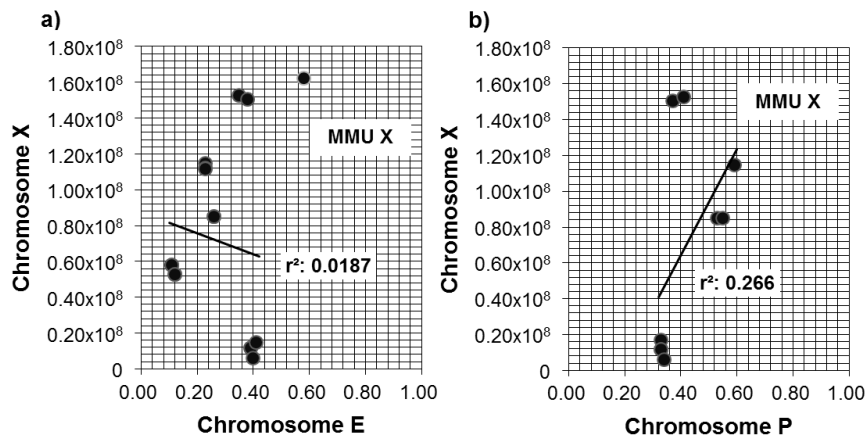 a)
Chromosome X
1.80x10⁸
1.60x10⁸
1.40x10⁸
1.20x10⁸
1.00x10⁸
0.80x10⁸
0.60x10⁸
0.40x10⁸
0.20x10⁸
0
MMU X
r²: 0.0187
0.00 0.20 0.40 0.60 0.80 1.00
Chromosome E
b)
Chromosome X
1.80x10⁸
1.60x10⁸
1.40x10⁸
1.20x10⁸
1.00x10⁸
0.80x10⁸
0.60x10⁸
0.40x10⁸
0.20x10⁸
0
MMU X
r²: 0.266
0.00 0.20 0.40 0.60 0.80 1.00
Chromosome P